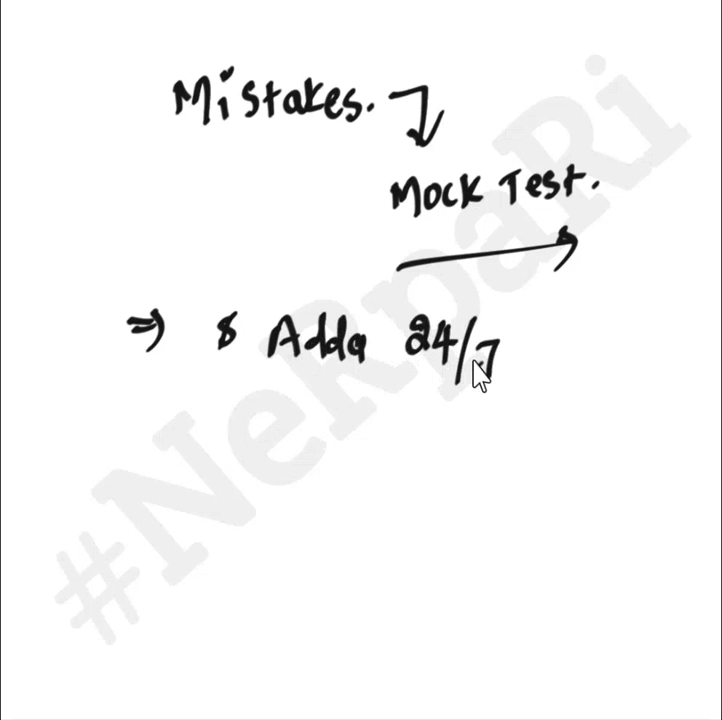 Mistakes.
Mock Test.
⇒ 8 Adda 24/7
#NeRpaRi